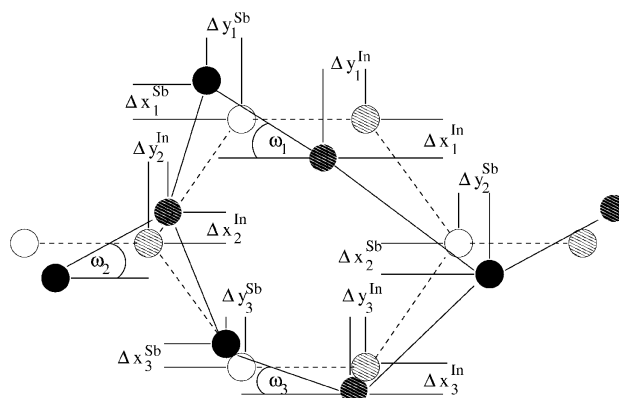 Δ y₁^Sb
Δ y₁^In
Δ x₁^Sb
Δ x₁^In
ω₁
Δ y₂^In
Δ y₂^Sb
Δ x₂^In
Δ x₂^Sb
ω₂
Δ y₃^Sb
Δ y₃^In
Δ x₃^Sb
Δ x₃^In
ω₃